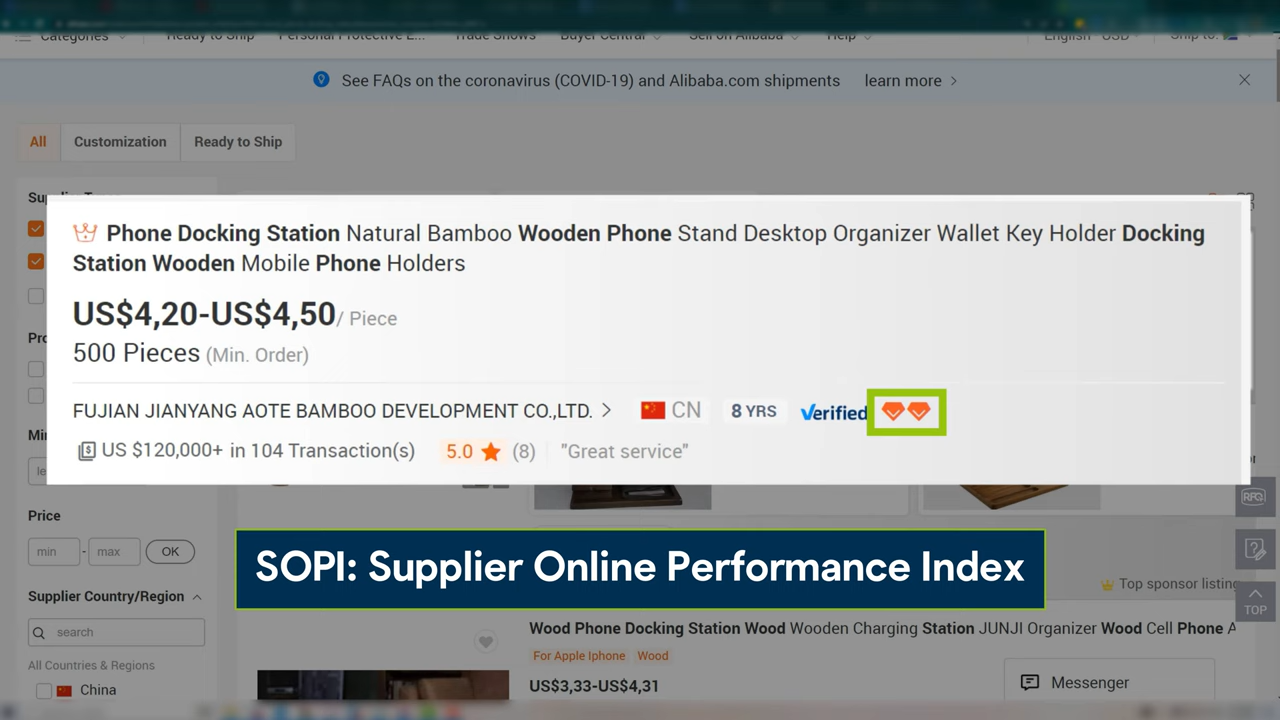 Categories
Ready to Ship
Personal Protective E...
Trade Shows
Buyer Central
Sell on Alibaba
Help
English - USD
Ship to:
See FAQs on the coronavirus (COVID-19) and Alibaba.com shipments learn more >
All
Customization
Ready to Ship
Phone Docking Station Natural Bamboo Wooden Phone Stand Desktop Organizer Wallet Key Holder Docking
Station Wooden Mobile Phone Holders
US$4,20-US$4,50/ Piece
500 Pieces (Min. Order)
FUJIAN JIANYANG AOTE BAMBOO DEVELOPMENT CO.,LTD. > CN 8 YRS Verified
US $120,000+ in 104 Transaction(s) 5.0 (8) "Great service"
RFQ
Price
min - max OK
SOPI: Supplier Online Performance Index
Supplier Country/Region
Top sponsor listing
TOP
search
Wood Phone Docking Station Wood Wooden Charging Station JUNJI Organizer Wood Cell Phone A
For Apple Iphone Wood
All Countries & Regions
China
US$3,33-US$4,31
Messenger